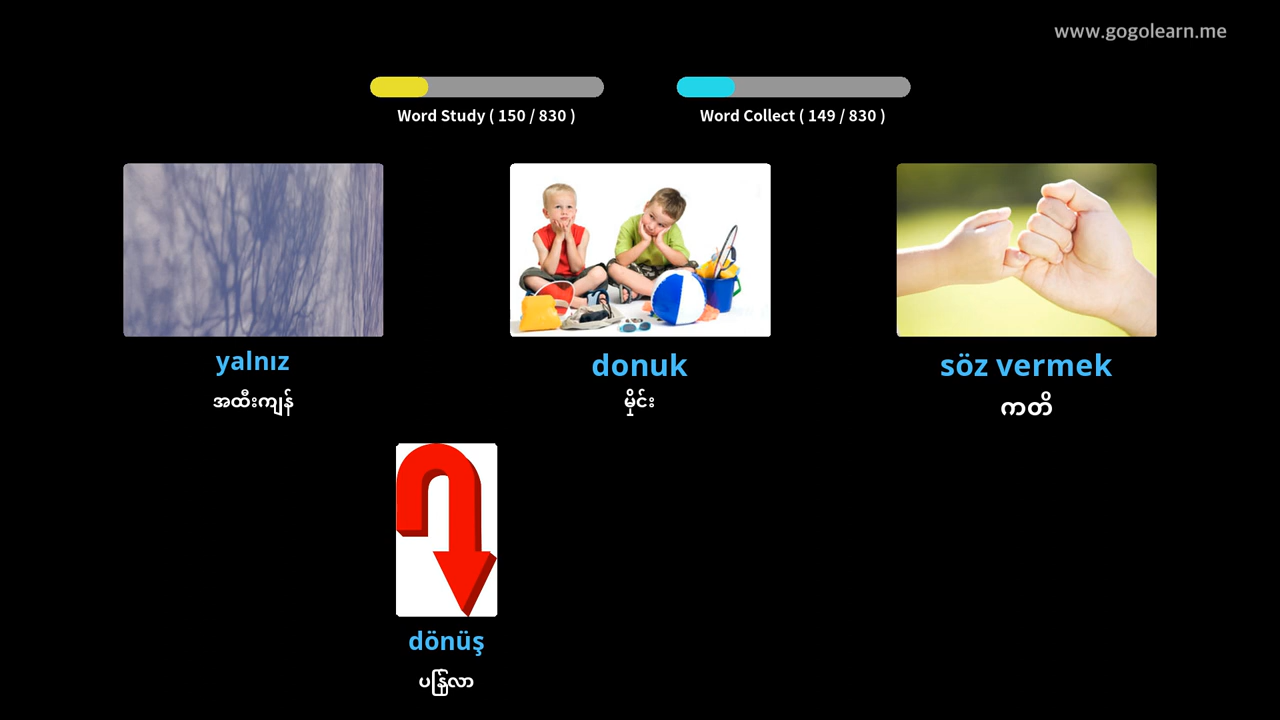 www.gogolearn.me
Word Study ( 150 / 830 )
Word Collect ( 149 / 830 )
yalnız
donuk
söz vermek
အထီးကျန်
မှိုင်း
ကတိ
dönüş
ပြန်လာ